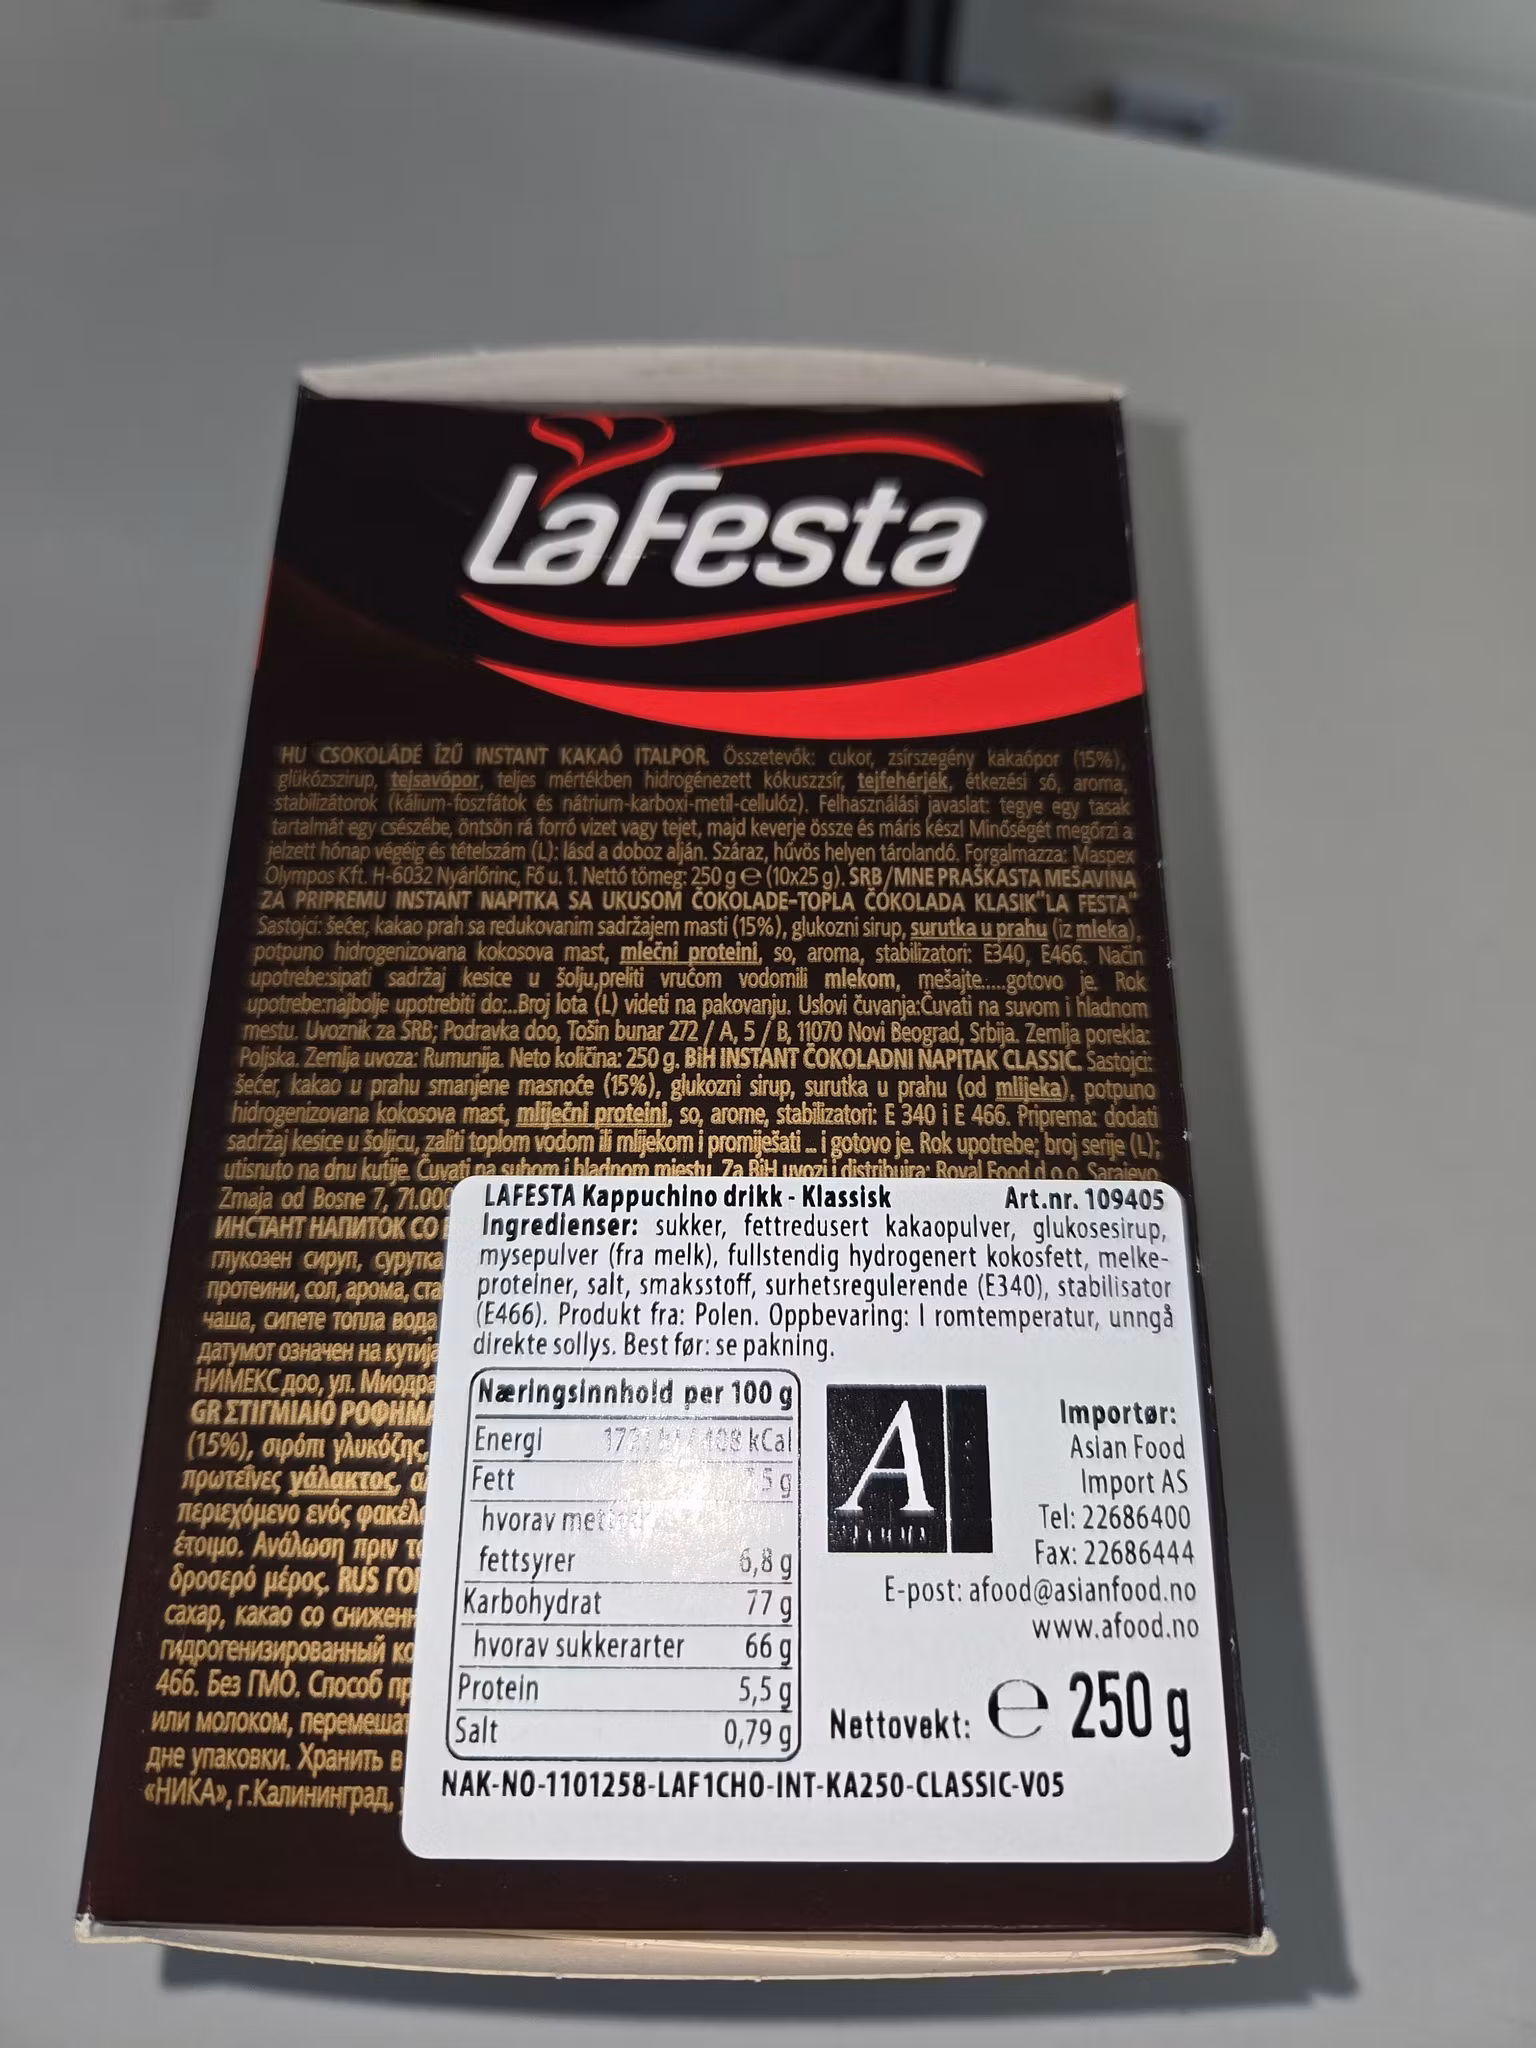 LaFesta
HU CSOKOLÁDÉ ÍZŰ INSTANT KAKAÓ ITALPOR. Összetevők: cukor, zsírszegény kakaópor (15%),
glükózszirup, tejsavópor, teljes mértékben hidrogénezett kókuszzsír, tejfehérjék, étkezési só, aroma,
stabilizátorok (kálium-foszfátok és nátrium-karboxi-metil-cellulóz). Felhasználási javaslat: tegye egy tasak
tartalmát egy csészébe, öntsön rá forró vizet vagy tejet, majd keverje össze és máris kész! Minőségét megőrzi a
jelzett hónap végéig és tételszám (L): lásd a doboz alján. Száraz, hűvös helyen tárolandó. Forgalmazza: Maspex
Olympos Kft. H-6032 Nyárlőrinc, Fő u. 1. Nettó tömeg: 250 g e (10x25 g). SRB/MNE PRAŠKASTA MEŠAVINA
ZA PRIPREMU INSTANT NAPITKA SA UKUSOM ČOKOLADE-TOPLA ČOKOLADA KLASIK"LA FESTA"
Sastojci: šećer, kakao prah sa redukovanim sadržajem masti (15%), glukozni sirup, surutka u prahu (iz mleka),
potpuno hidrogenizovana kokosova mast, mlečni proteini, so, aroma, stabilizatori: E340, E466. Način
upotrebe:sipati sadržaj kesice u šolju,preliti vrućom vodomili mlekom, mešajte.....gotovo je. Rok
upotrebe:najbolje upotrebiti do:..Broj lota (L) videti na pakovanju. Uslovi čuvanja:Čuvati na suvom i hladnom
mestu. Uvoznik za SRB; Podravka doo, Tošin bunar 272 / A, 5 / B, 11070 Novi Beograd, Srbija. Zemlja porekla:
Poljska. Zemlja uvoza: Rumunija. Neto količina: 250 g. BiH INSTANT ČOKOLADNI NAPITAK CLASSIC. Sastojci:
šećer, kakao u prahu smanjene masnoće (15%), glukozni sirup, surutka u prahu (od mlijeka), potpuno
hidrogenizovana kokosova mast, mliječni proteini, so, arome, stabilizatori: E 340 i E 466. Priprema: dodati
sadržaj kesice u šoljicu, zaliti toplom vodom ili mlijekom i promiješati ... i gotovo je. Rok upotrebe; broj serije (L);
utisnuto na dnu kutije. Čuvati na suhom i hladnom mjestu. Za BiH uvozi i distribuira: Royal Food d.o.o. Sarajevo
Zmaja od Bosne 7, 71.000
ИНСТАНТ НАПИТОК СО
глукозен сируп, сурутка
протеини, сол, арома,
чаша, сипете топла вода
датумот означен на кутија
НИМЕКС доо, ул.
GR ΣΤΙΓΜΙΑΙΟ ΡΟΦΗΜΑ
(15%), σιρόπι γλυκόζης,
πρωτεΐνες γάλακτος,
περιεχόμενο ενός
έτοιμο. Ανάλωση πριν
δροσερό μέρος. RUS
сахар, какао со
гидрогенизированный
466. Без ГМО. Способ
или молоком,
дне упаковки. Хранить в
«НИКА», г.Калининград,
LAFESTA Kappuchino drikk - Klassisk Art.nr. 109405
Ingredienser: sukker, fettredusert kakaopulver, glukosesirup,
mysepulver (fra melk), fullstendig hydrogenert kokosfett, melke-
proteiner, salt, smaksstoff, surhetsregulerende (E340), stabilisator
(E466). Produkt fra: Polen. Oppbevaring: I romtemperatur, unngå
direkte sollys. Best før: se pakning.
Næringsinnhold per 100 g
Energi kCal
Fett
hvorav
fettsyrer 6,8 g
Karbohydrat 77 g
hvorav sukkerarter 66 g
Protein 5,5 g
Salt 0,79 g
A
Importør:
Asian Food
Import AS
Tel: 22686400
Fax: 22686444
E-post: afood@asianfood.no
www.afood.no
Nettovekt: e 250 g
NAK-NO-1101258-LAF1CHO-INT-KA250-CLASSIC-V05